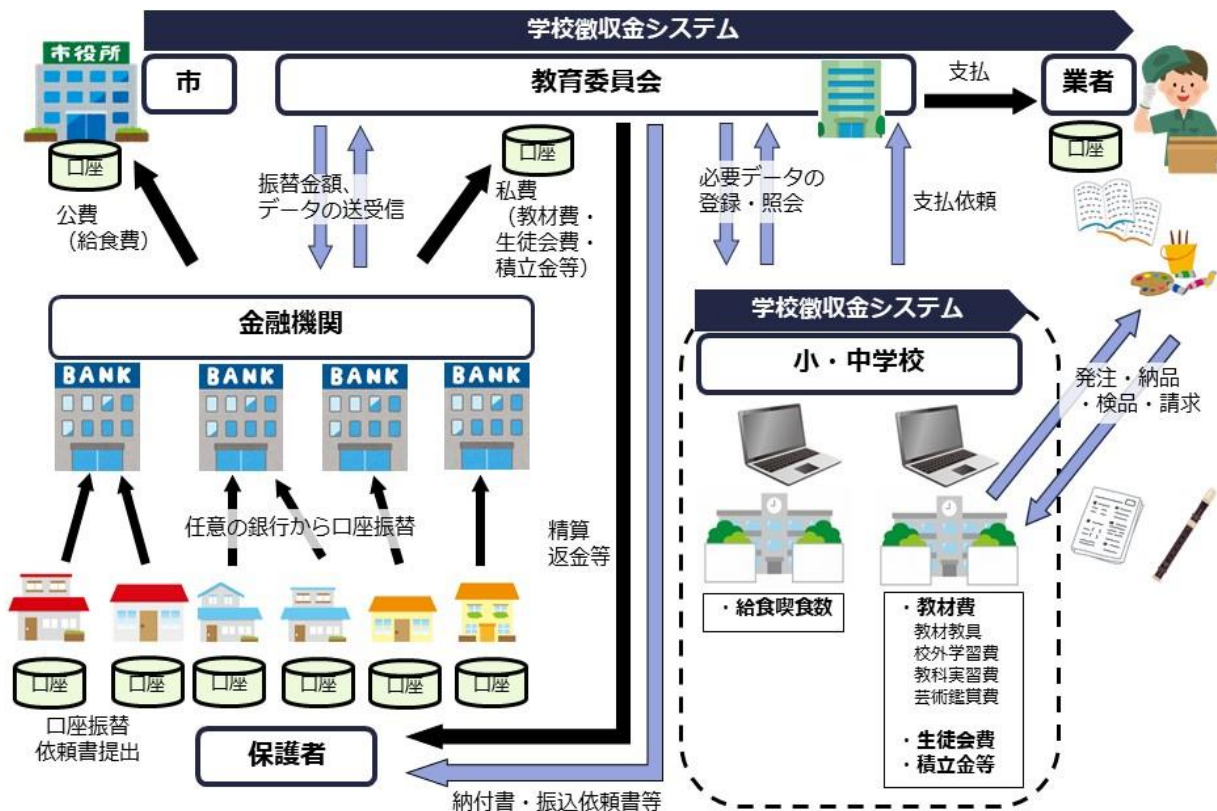 学校徴収金システム
市役所
市
教育委員会
支払
業者
口座
口座
口座
公費
（給食費）
振替金額、
データの送受信
私費
（教材費・
生徒会費・
積立金等）
必要データの
登録・照会
支払依頼
金融機関
BANK
BANK
BANK
BANK
任意の銀行から口座振替
口座
口座
口座
口座
口座
口座
口座振替
依頼書提出
保護者
精算
返金等
納付書・振込依頼書等
学校徴収金システム
小・中学校
・給食喫食数
・教材費
教材教具
校外学習費
教科実習費
芸術鑑賞費
・生徒会費
・積立金等
発注・納品
・検品・請求